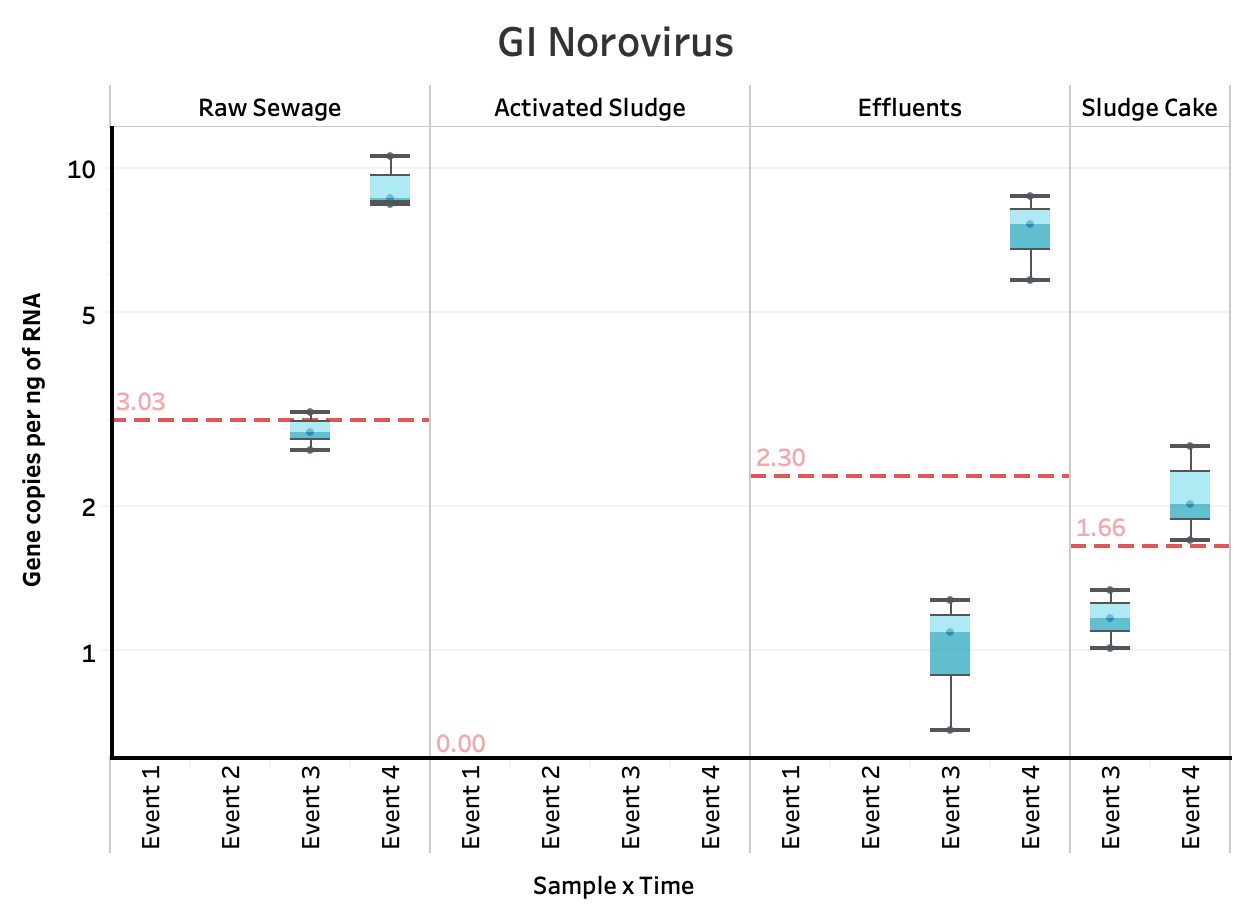 GI Norovirus
Raw Sewage
Activated Sludge
Effluents
Sludge Cake
Gene copies per ng of RNA
10
5
2
1
3.03
0.00
2.30
1.66
Event 1
Event 2
Event 3
Event 4
Event 1
Event 2
Event 3
Event 4
Event 1
Event 2
Event 3
Event 4
Event 3
Event 4
Sample x Time